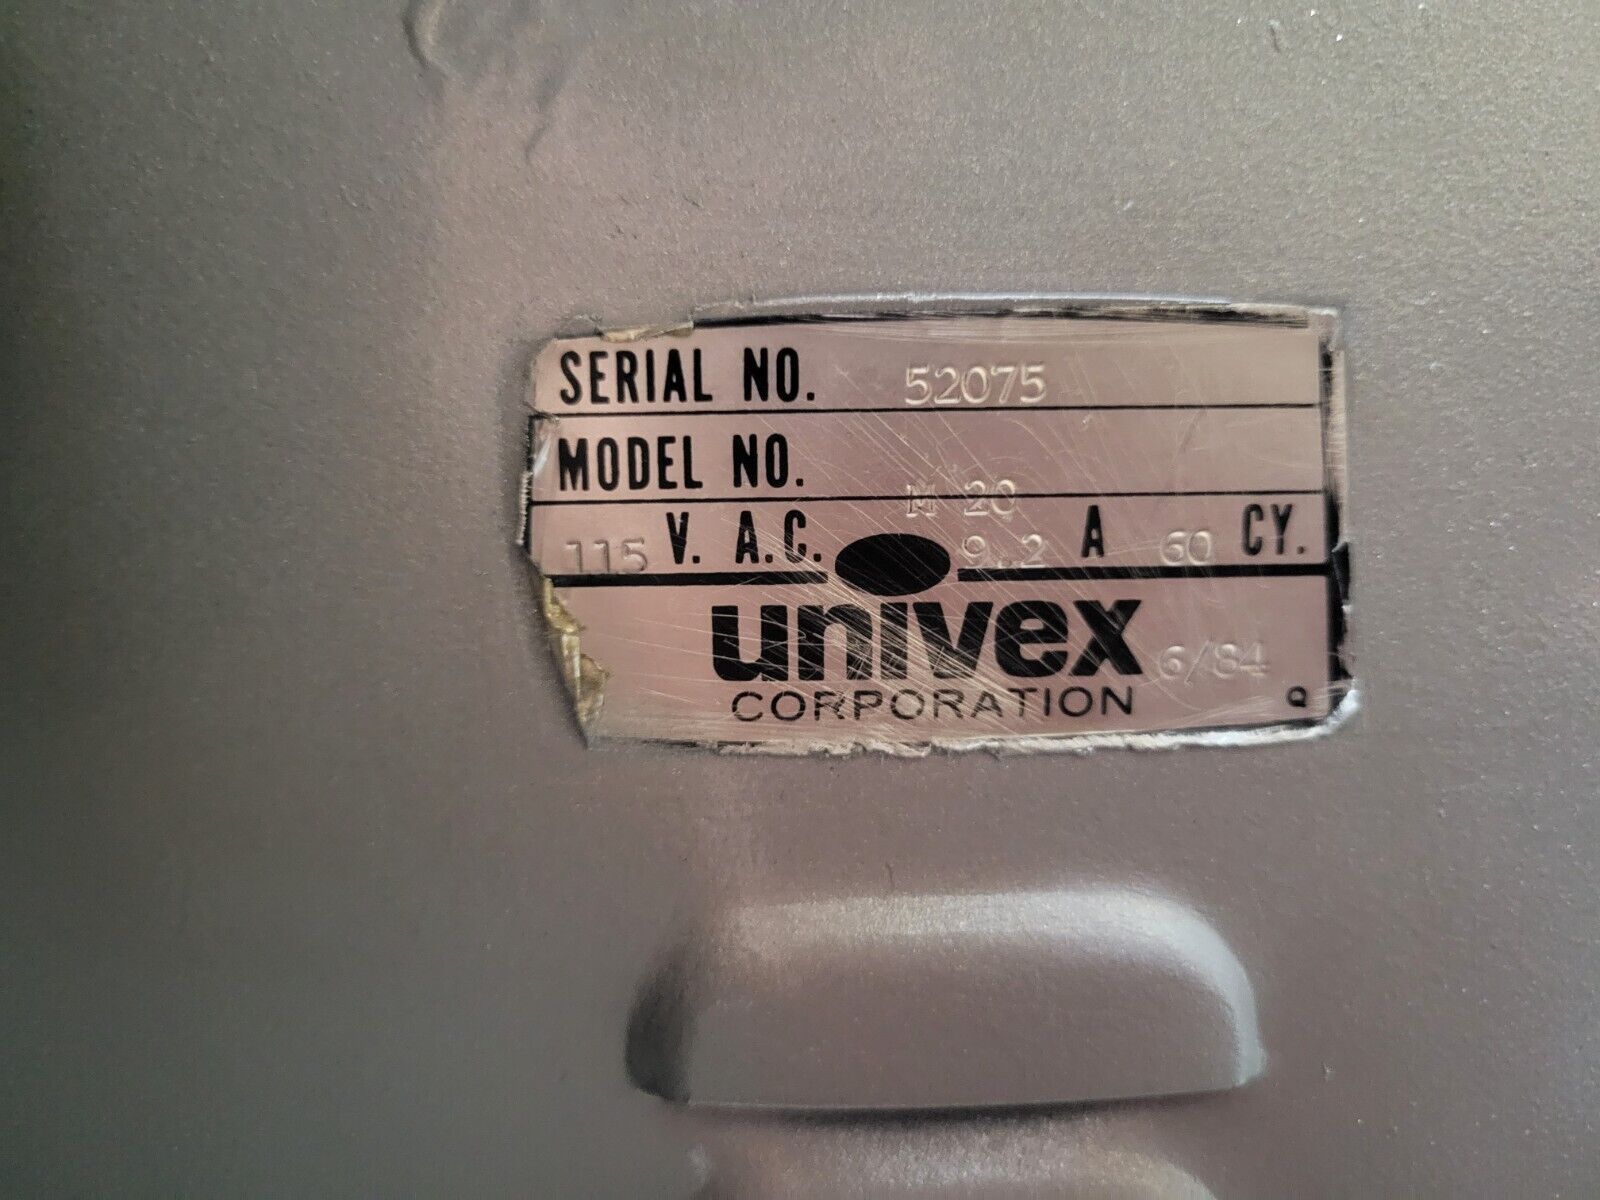 SERIAL NO. 52075
MODEL NO. M 20
115 V. A.C. 9.2 A 60 CY.
univex 6/84
CORPORATION Q